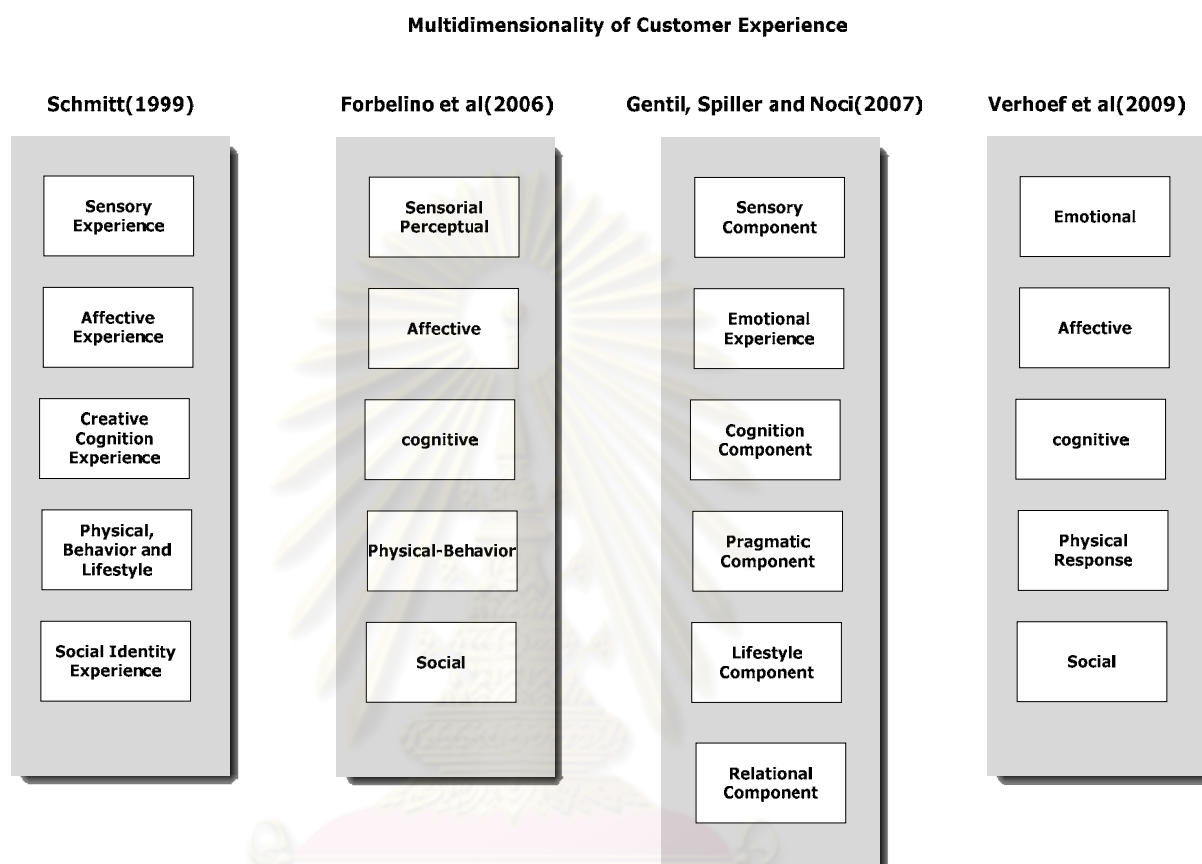 Multidimensionality of Customer Experience
Schmitt(1999)
Sensory
Experience
Affective
Experience
Creative
Cognition
Experience
Physical,
Behavior and
Lifestyle
Social Identity
Experience
Forbelino et al(2006)
Sensorial
Perceptual
Affective
cognitive
Physical-Behavior
Social
Gentil, Spiller and Noci(2007)
Sensory
Component
Emotional
Experience
Cognition
Component
Pragmatic
Component
Lifestyle
Component
Relational
Component
Verhoef et al(2009)
Emotional
Affective
cognitive
Physical
Response
Social